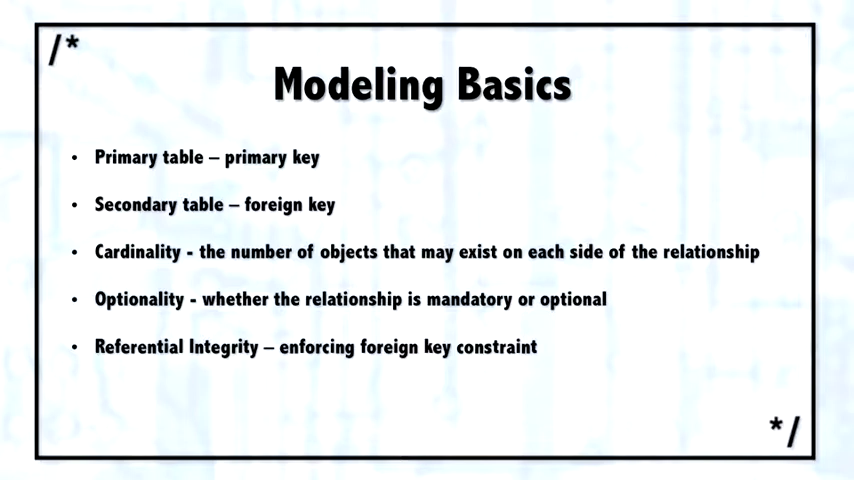 /*
Modeling Basics
• Primary table – primary key
• Secondary table – foreign key
• Cardinality - the number of objects that may exist on each side of the relationship
• Optionality - whether the relationship is mandatory or optional
• Referential Integrity – enforcing foreign key constraint
*/